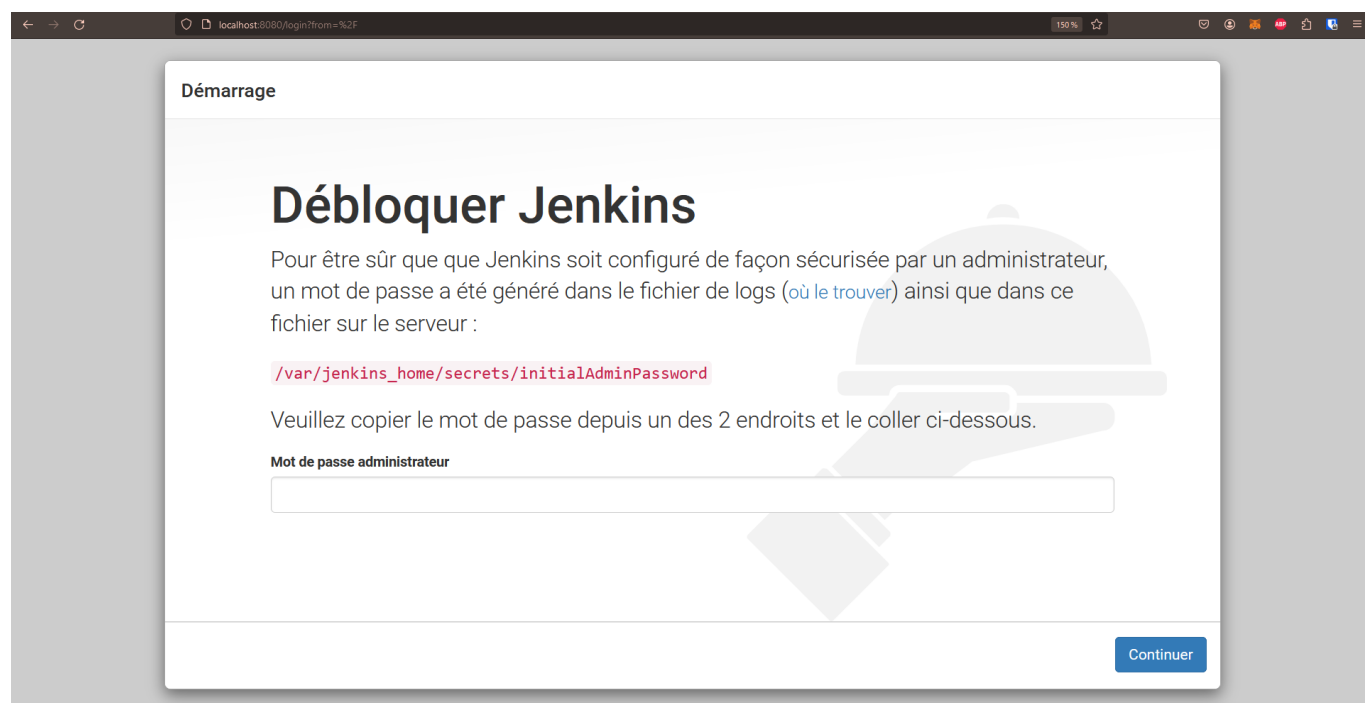 localhost:8080/login?from=%2F
150 %
ABP
Démarrage
Débloquer Jenkins
Pour être sûr que que Jenkins soit configuré de façon sécurisée par un administrateur,
un mot de passe a été généré dans le fichier de logs (où le trouver) ainsi que dans ce
fichier sur le serveur :
/var/jenkins_home/secrets/initialAdminPassword
Veuillez copier le mot de passe depuis un des 2 endroits et le coller ci-dessous.
Mot de passe administrateur
Continuer